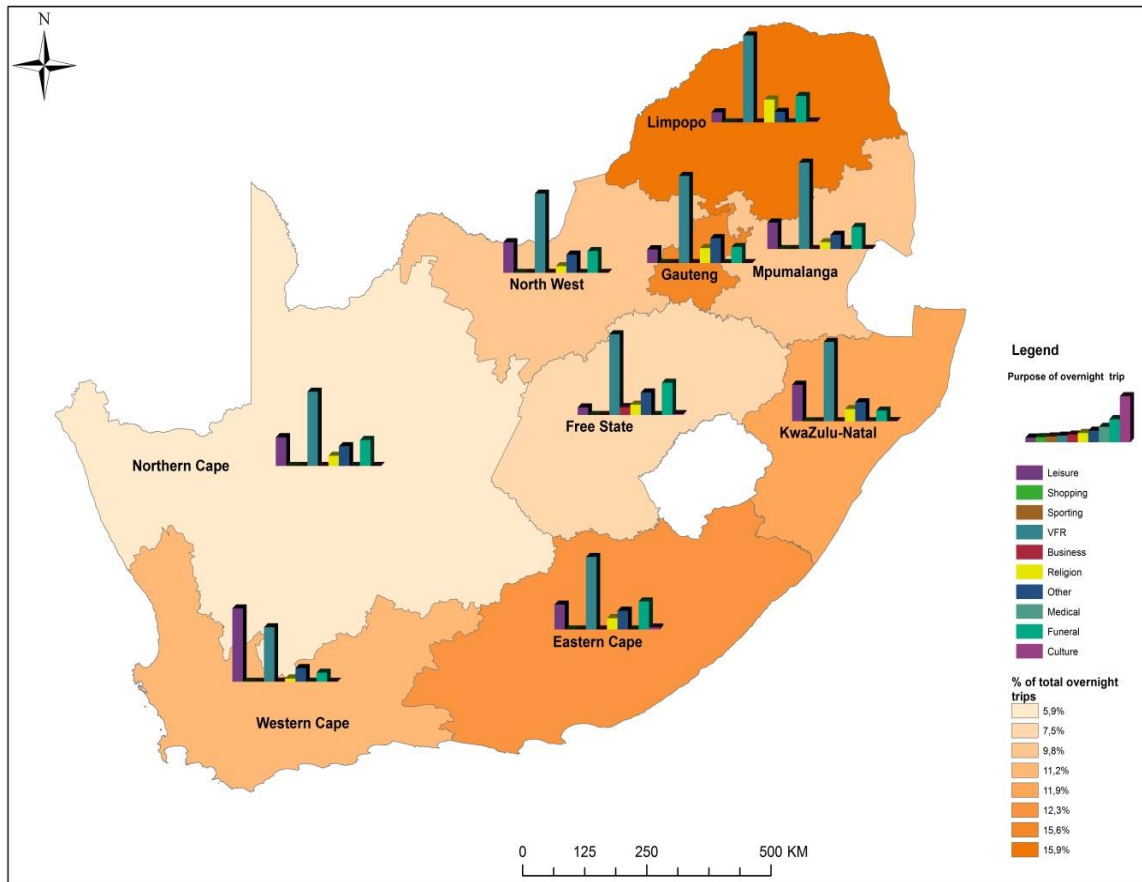 N
Limpopo
North West
Gauteng
Mpumalanga
Free State
KwaZulu-Natal
Northern Cape
Eastern Cape
Western Cape
Legend
Purpose of overnight trip
Leisure
Shopping
Sporting
VFR
Business
Religion
Other
Medical
Funeral
Culture
% of total overnight
trips
5,9%
7,5%
9,8%
11,2%
11,9%
12,3%
15,6%
15,9%
0 125 250 500 KM